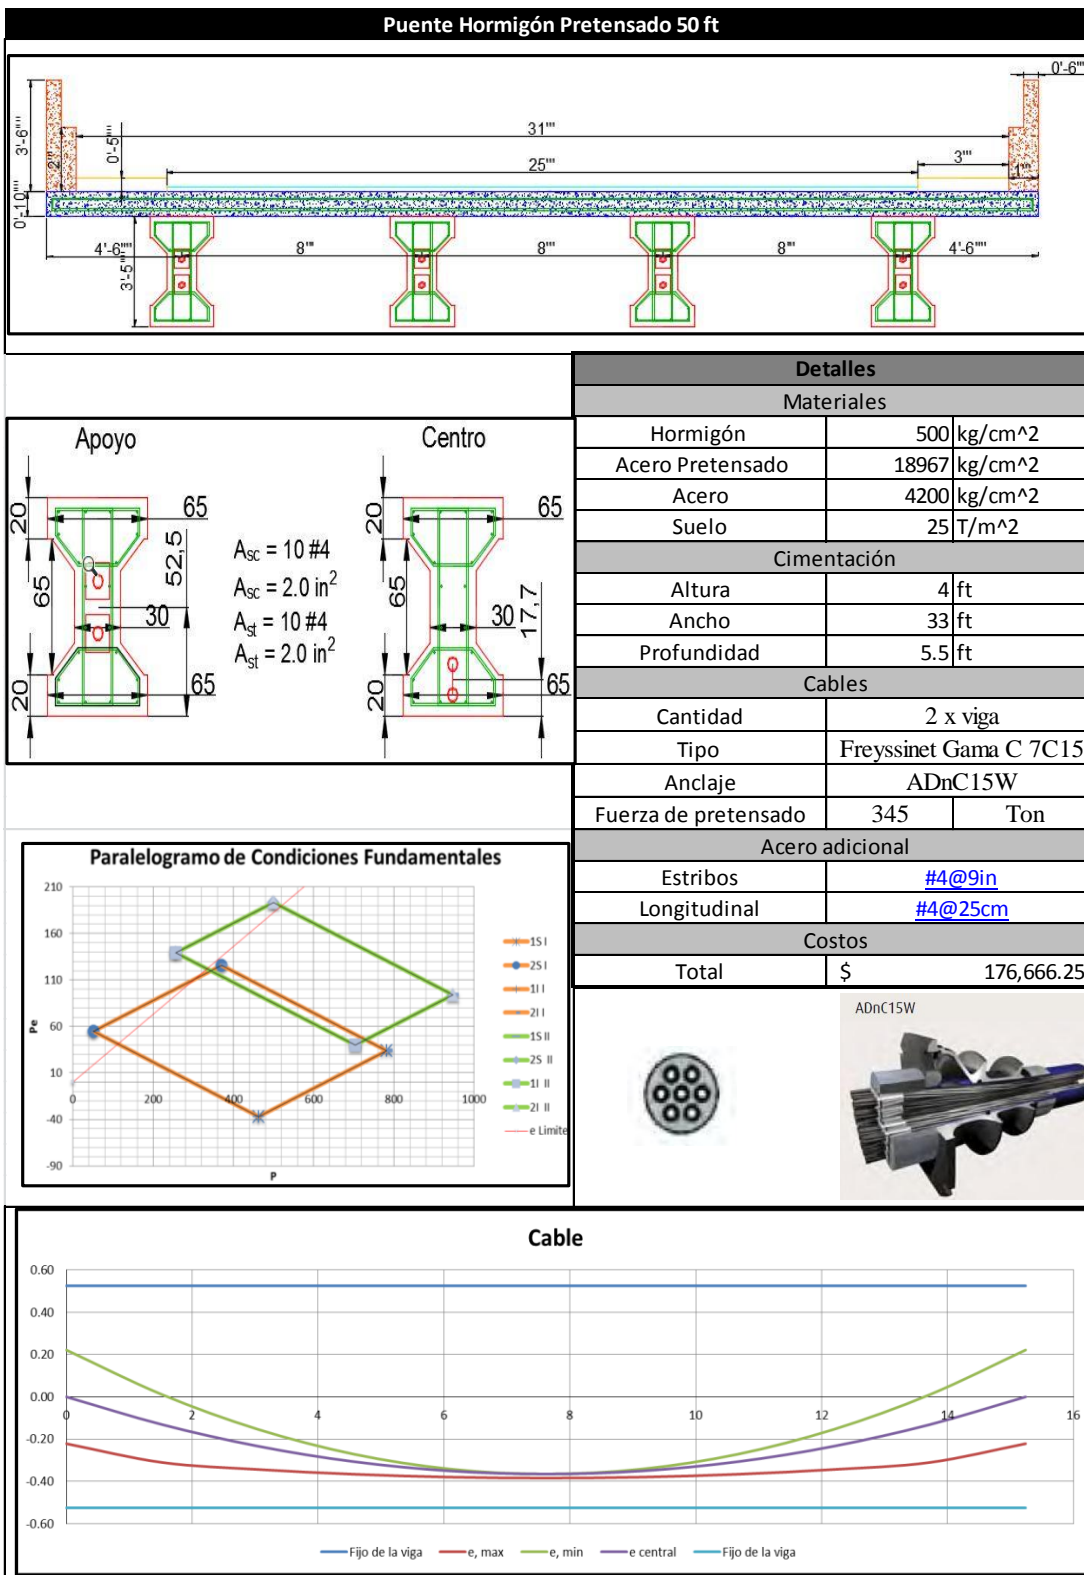 Puente Hormigón Pretensado 50 ft
0'-6"'
3'-6""
2"'
0'-5""
31"'
25"'
3"'
1"'
0'-10""
4'-6""
8"'
8"'
8"'
4'-6""
3'-5""
Apoyo
Centro
20
65
52,5
65
30
20
65
A_sc = 10 #4
A_sc = 2.0 in²
A_st = 10 #4
A_st = 2.0 in²
20
65
65
30
17,7
20
65
Detalles
Materiales
Hormigón 500 kg/cm^2
Acero Pretensado 18967 kg/cm^2
Acero 4200 kg/cm^2
Suelo 25 T/m^2
Cimentación
Altura 4 ft
Ancho 33 ft
Profundidad 5.5 ft
Cables
Cantidad 2 x viga
Tipo Freyssinet Gama C 7C15
Anclaje ADnC15W
Fuerza de pretensado 345 Ton
Acero adicional
Estribos #4@9in
Longitudinal #4@25cm
Costos
Total $ 176,666.25
Paralelogramo de Condiciones Fundamentales
210
160
110
60
10
-40
-90
Pe
0 200 400 600 800 1000
P
1S I
2S I
1I I
2I I
1S II
2S II
1I II
2I II
e Limite
ADnC15W
Cable
0.60
0.40
0.20
0.00
-0.20
-0.40
-0.60
0 2 4 6 8 10 12 14 16
Fijo de la viga e, max e, min e central Fijo de la viga